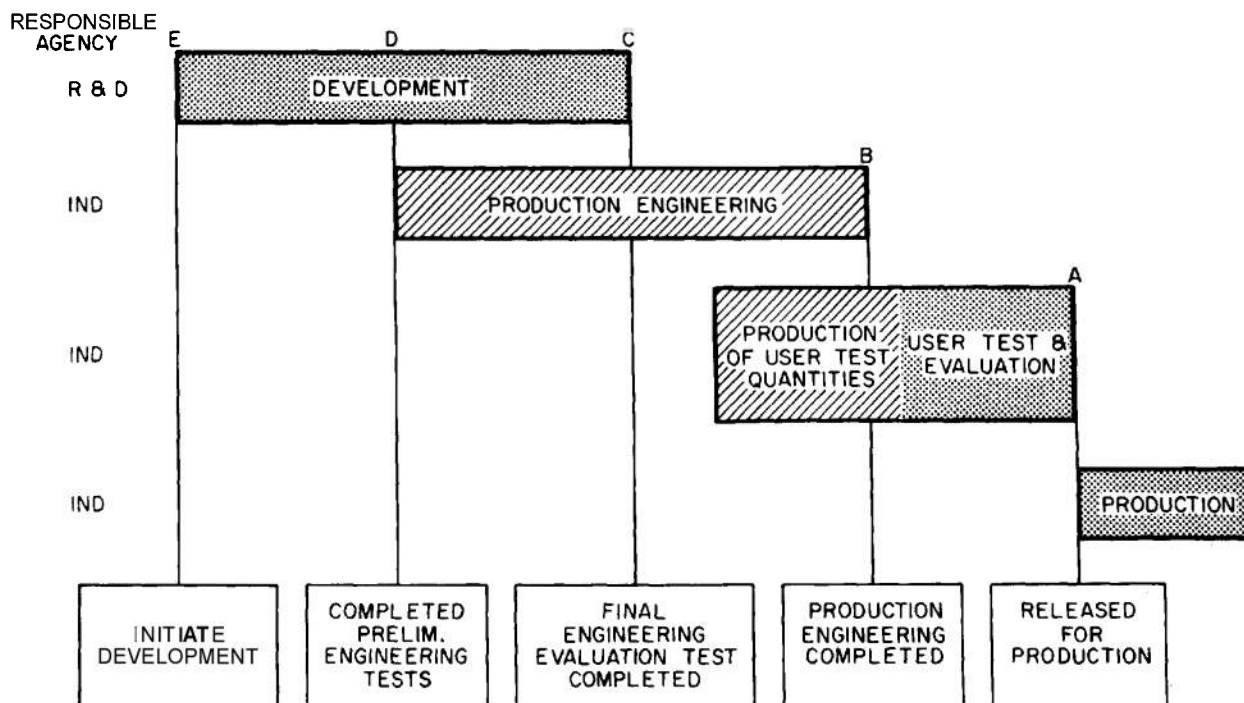 RESPONSIBLE
AGENCY
E
D
C
R & D
DEVELOPMENT
B
IND
PRODUCTION ENGINEERING
A
IND
PRODUCTION
OF USER TEST
QUANTITIES
USER TEST &
EVALUATION
IND
PRODUCTION
INITIATE
DEVELOPMENT
COMPLETED
PRELIM.
ENGINEERING
TESTS
FINAL
ENGINEERING
EVALUATION TEST
COMPLETED
PRODUCTION
ENGINEERING
COMPLETED
RELEASED
FOR
PRODUCTION